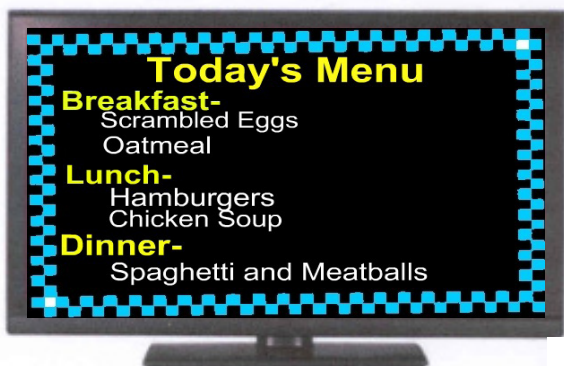 Today's Menu
Breakfast-
Scrambled Eggs
Oatmeal
Lunch-
Hamburgers
Chicken Soup
Dinner-
Spaghetti and Meatballs